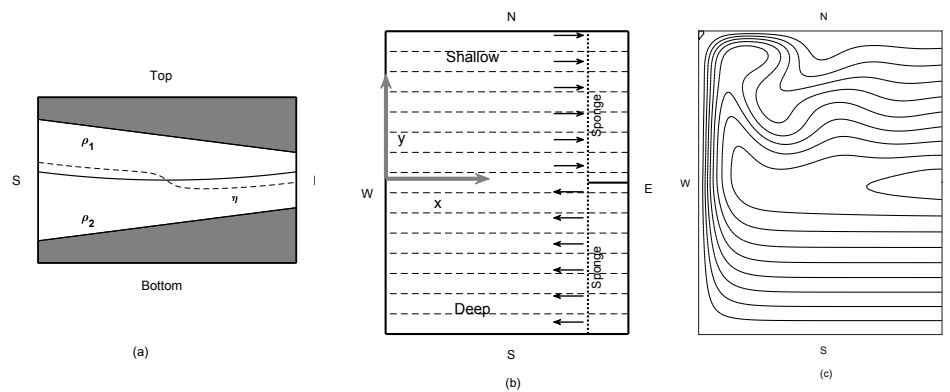 Top
ρ1
S
η
ρ2
Bottom
(a)
N
Shallow
Sponge
y
W
x
E
Sponge
Deep
S
(b)
N
W
S
(c)